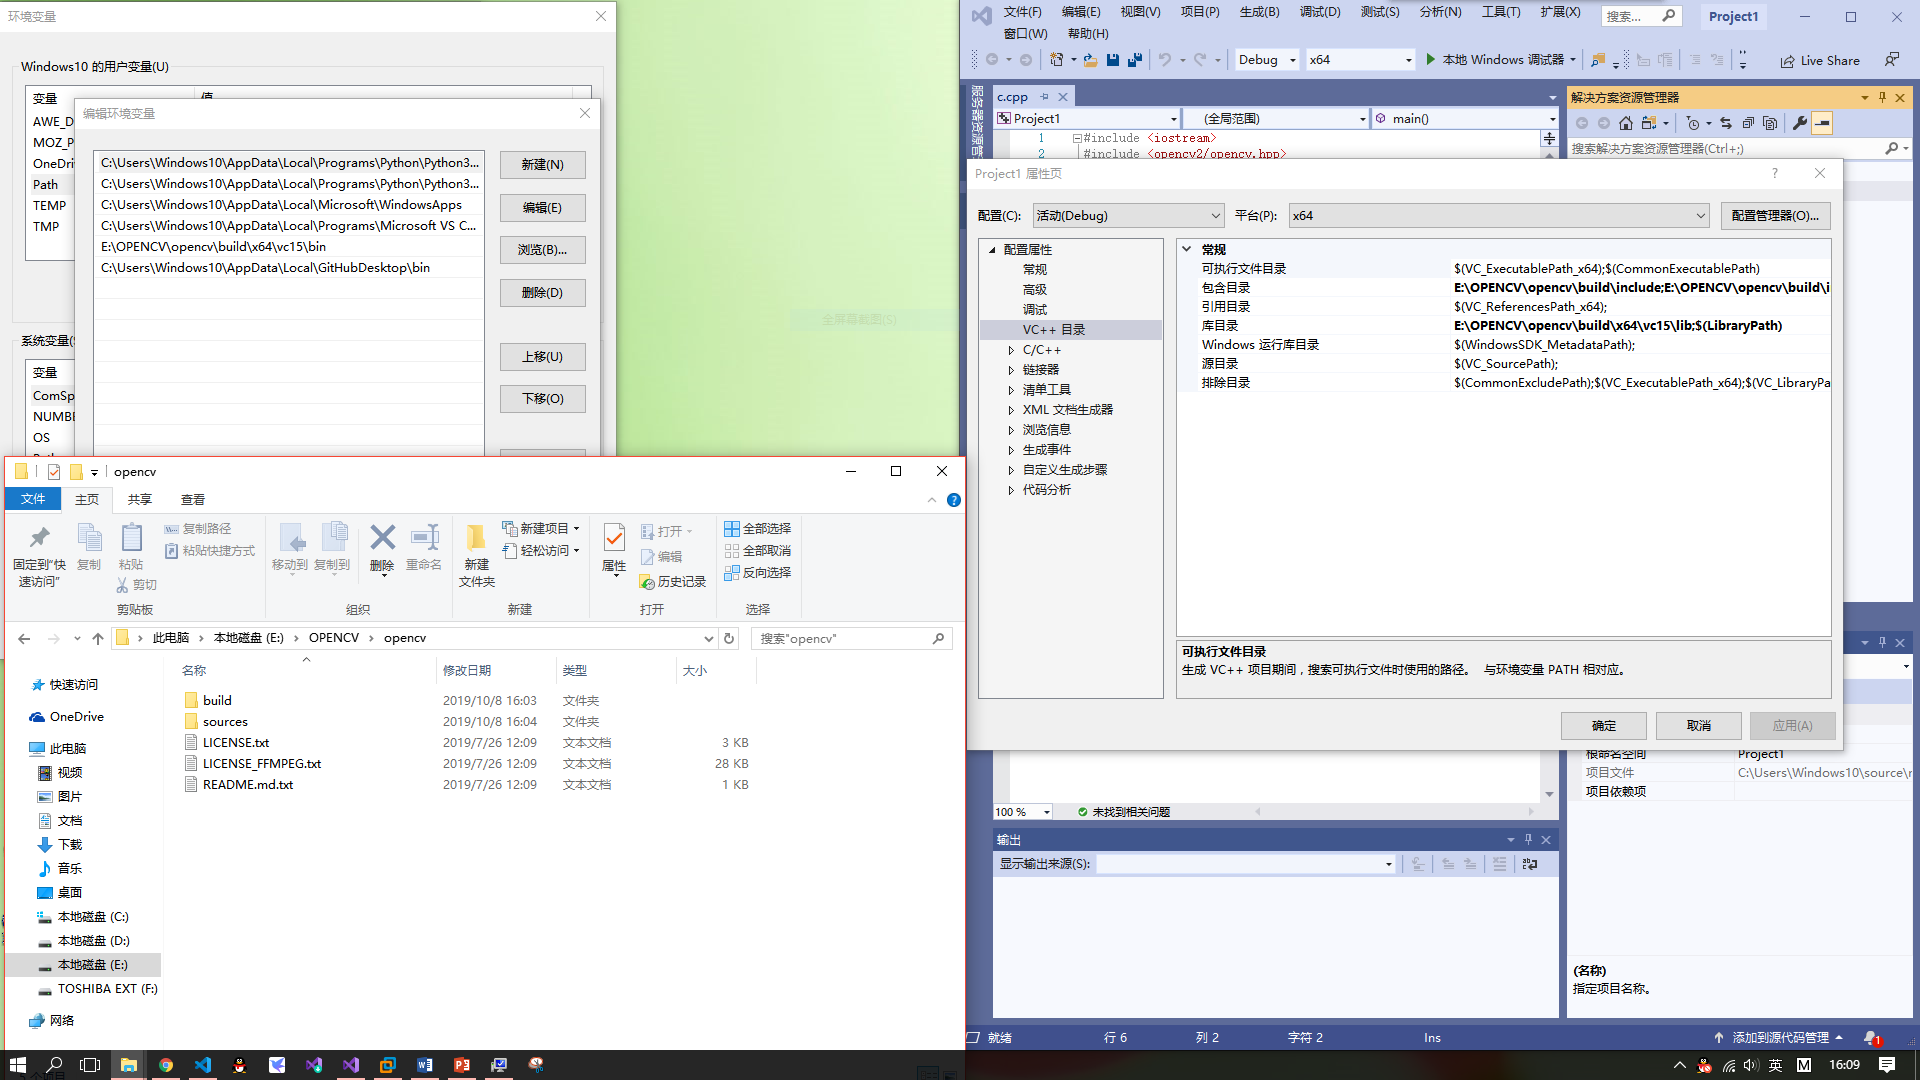 环境变量
Windows10 的用户变量(U)
变量
值
AWE_D
MOZ_P
OneDri
Path
TEMP
TMP
系统变量(
变量
ComSp
NUMBE
OS
编辑环境变量
C:\Users\Windows10\AppData\Local\Programs\Python\Python3...
C:\Users\Windows10\AppData\Local\Programs\Python\Python3...
C:\Users\Windows10\AppData\Local\Microsoft\WindowsApps
C:\Users\Windows10\AppData\Local\Programs\Microsoft VS C...
E:\OPENCV\opencv\build\x64\vc15\bin
C:\Users\Windows10\AppData\Local\GitHubDesktop\bin
新建(N)
编辑(E)
浏览(B)...
删除(D)
上移(U)
下移(O)
全屏幕截图(S)
opencv
文件 主页 共享 查看
固定到“快速访问”
复制
粘贴
复制路径
粘贴快捷方式
剪切
剪贴板
移动到
复制到
删除
重命名
组织
新建文件夹
新建项目
轻松访问
新建
属性
打开
编辑
历史记录
打开
全部选择
全部取消
反向选择
选择
此电脑 本地磁盘 (E:) OPENCV opencv
搜索"opencv"
名称 修改日期 类型 大小
build 2019/10/8 16:03 文件夹
sources 2019/10/8 16:04 文件夹
LICENSE.txt 2019/7/26 12:09 文本文档 3 KB
LICENSE_FFMPEG.txt 2019/7/26 12:09 文本文档 28 KB
README.md.txt 2019/7/26 12:09 文本文档 1 KB
快速访问
OneDrive
此电脑
视频
图片
文档
下载
音乐
桌面
本地磁盘 (C:)
本地磁盘 (D:)
本地磁盘 (E:)
TOSHIBA EXT (F:)
网络
文件(F) 编辑(E) 视图(V) 项目(P) 生成(B) 调试(D) 测试(S) 分析(N) 工具(T) 扩展(X)
窗口(W) 帮助(H)
搜索...
Project1
Debug x64 本地 Windows 调试器
Live Share
c.cpp
Project1 (全局范围) main()
1 #include <iostream>
2 #include <opencv2/opencv.hpp>
解决方案资源管理器
搜索解决方案资源管理器(Ctrl+;)
Project1 属性页
配置(C): 活动(Debug) 平台(P): x64 配置管理器(O)...
配置属性
常规
高级
调试
VC++ 目录
C/C++
链接器
清单工具
XML 文档生成器
浏览信息
生成事件
自定义生成步骤
代码分析
常规
可执行文件目录 $(VC_ExecutablePath_x64);$(CommonExecutablePath)
包含目录 E:\OPENCV\opencv\build\include;E:\OPENCV\opencv\build\i
引用目录 $(VC_ReferencesPath_x64);
库目录 E:\OPENCV\opencv\build\x64\vc15\lib;$(LibraryPath)
Windows 运行库目录 $(WindowsSDK_MetadataPath);
源目录 $(VC_SourcePath);
排除目录 $(CommonExcludePath);$(VC_ExecutablePath_x64);$(VC_LibraryPa
可执行文件目录
生成 VC++ 项目期间，搜索可执行文件时使用的路径。 与环境变量 PATH 相对应。
确定 取消 应用(A)
根命名空间 Project1
项目文件 C:\Users\Windows10\source\r
项目依赖项
(名称)
指定项目名称。
100 % 未找到相关问题
输出
显示输出来源(S):
就绪 行 6 列 2 字符 2 Ins 添加到源代码管理 1
英 M 16:09